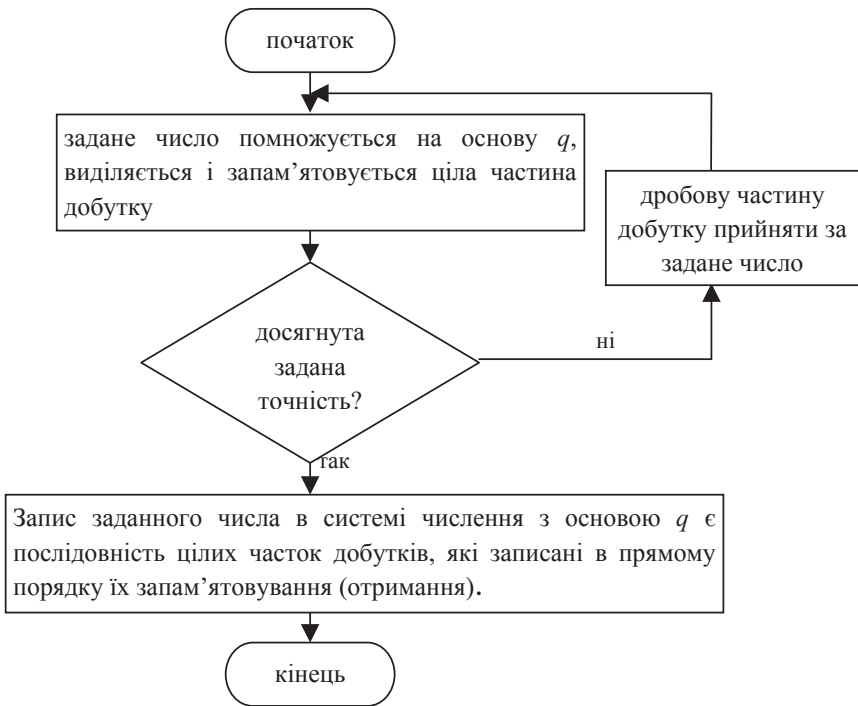 початок
задане число помножується на основу q,
виділяється і запам’ятовується ціла частина
добутку
дробову частину
добутку прийняти за
задане число
досягнута
задана
точність?
ні
так
Запис заданного числа в системі числення з основою q є
послідовність цілих часток добутків, які записані в прямому
порядку їх запам’ятовування (отримання).
кінець